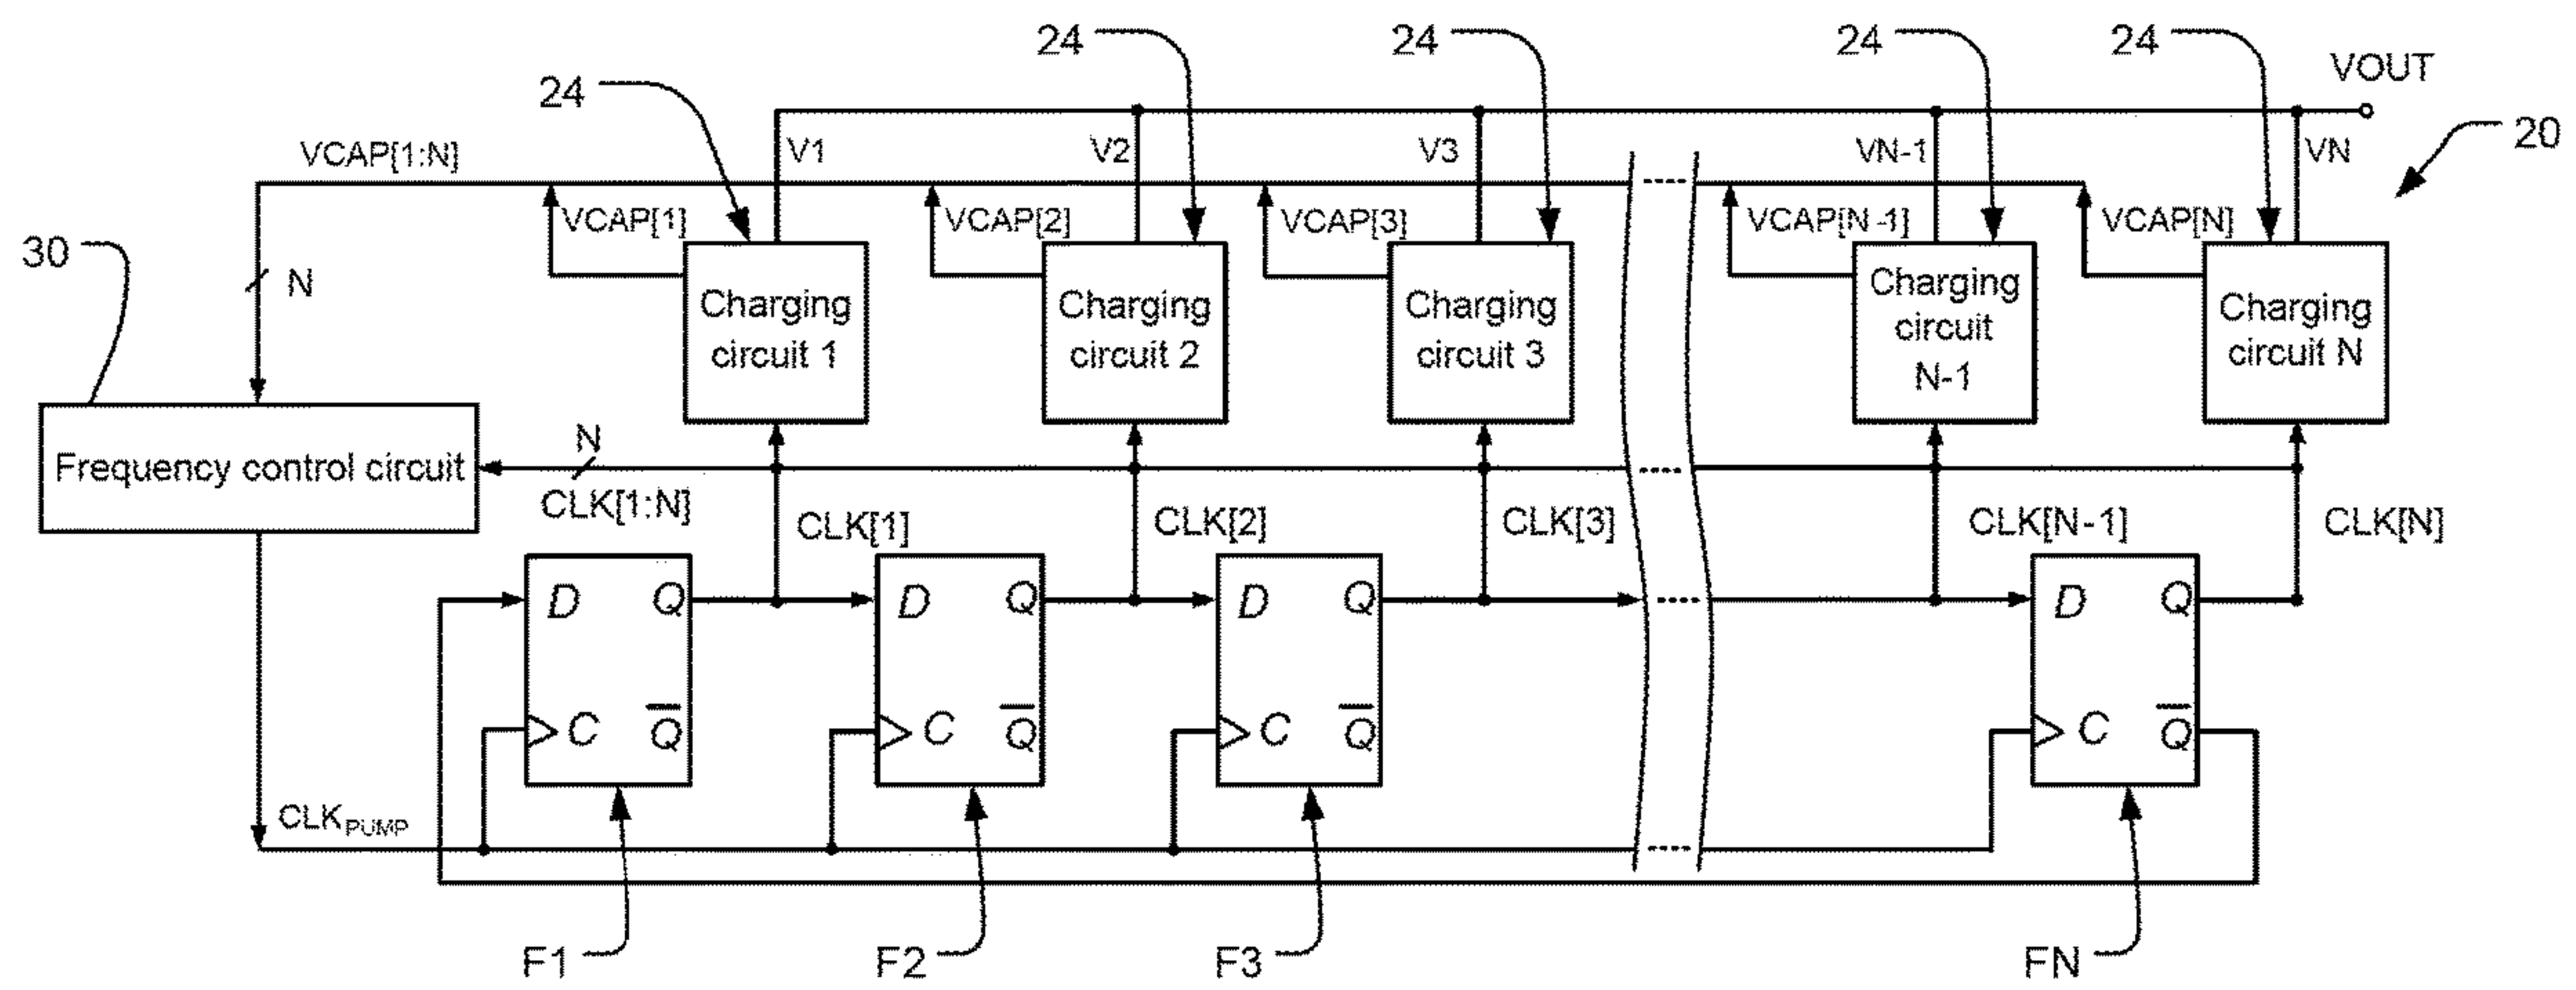 24
24
24
24
24
VOUT
20
VCAP[1:N]
V1
V2
V3
VN-1
VN
VCAP[1]
VCAP[2]
VCAP[3]
VCAP[N-1]
VCAP[N]
30
N
Charging
circuit 1
Charging
circuit 2
Charging
circuit 3
Charging
circuit
N-1
Charging
circuit N
Frequency control circuit
N
CLK[1:N]
CLK[1]
CLK[2]
CLK[3]
CLK[N-1]
CLK[N]
D Q
C Q̅
D Q
C Q̅
D Q
C Q̅
D Q
C Q̅
CLKPUMP
F1
F2
F3
FN